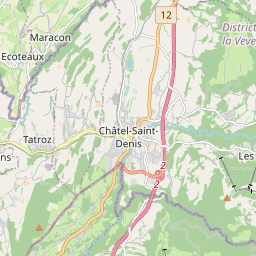 12
District
la Veve
Maracon
Ecoteaux
Châtel-Saint-
Denis
Tatroz
ns
Les
2
2